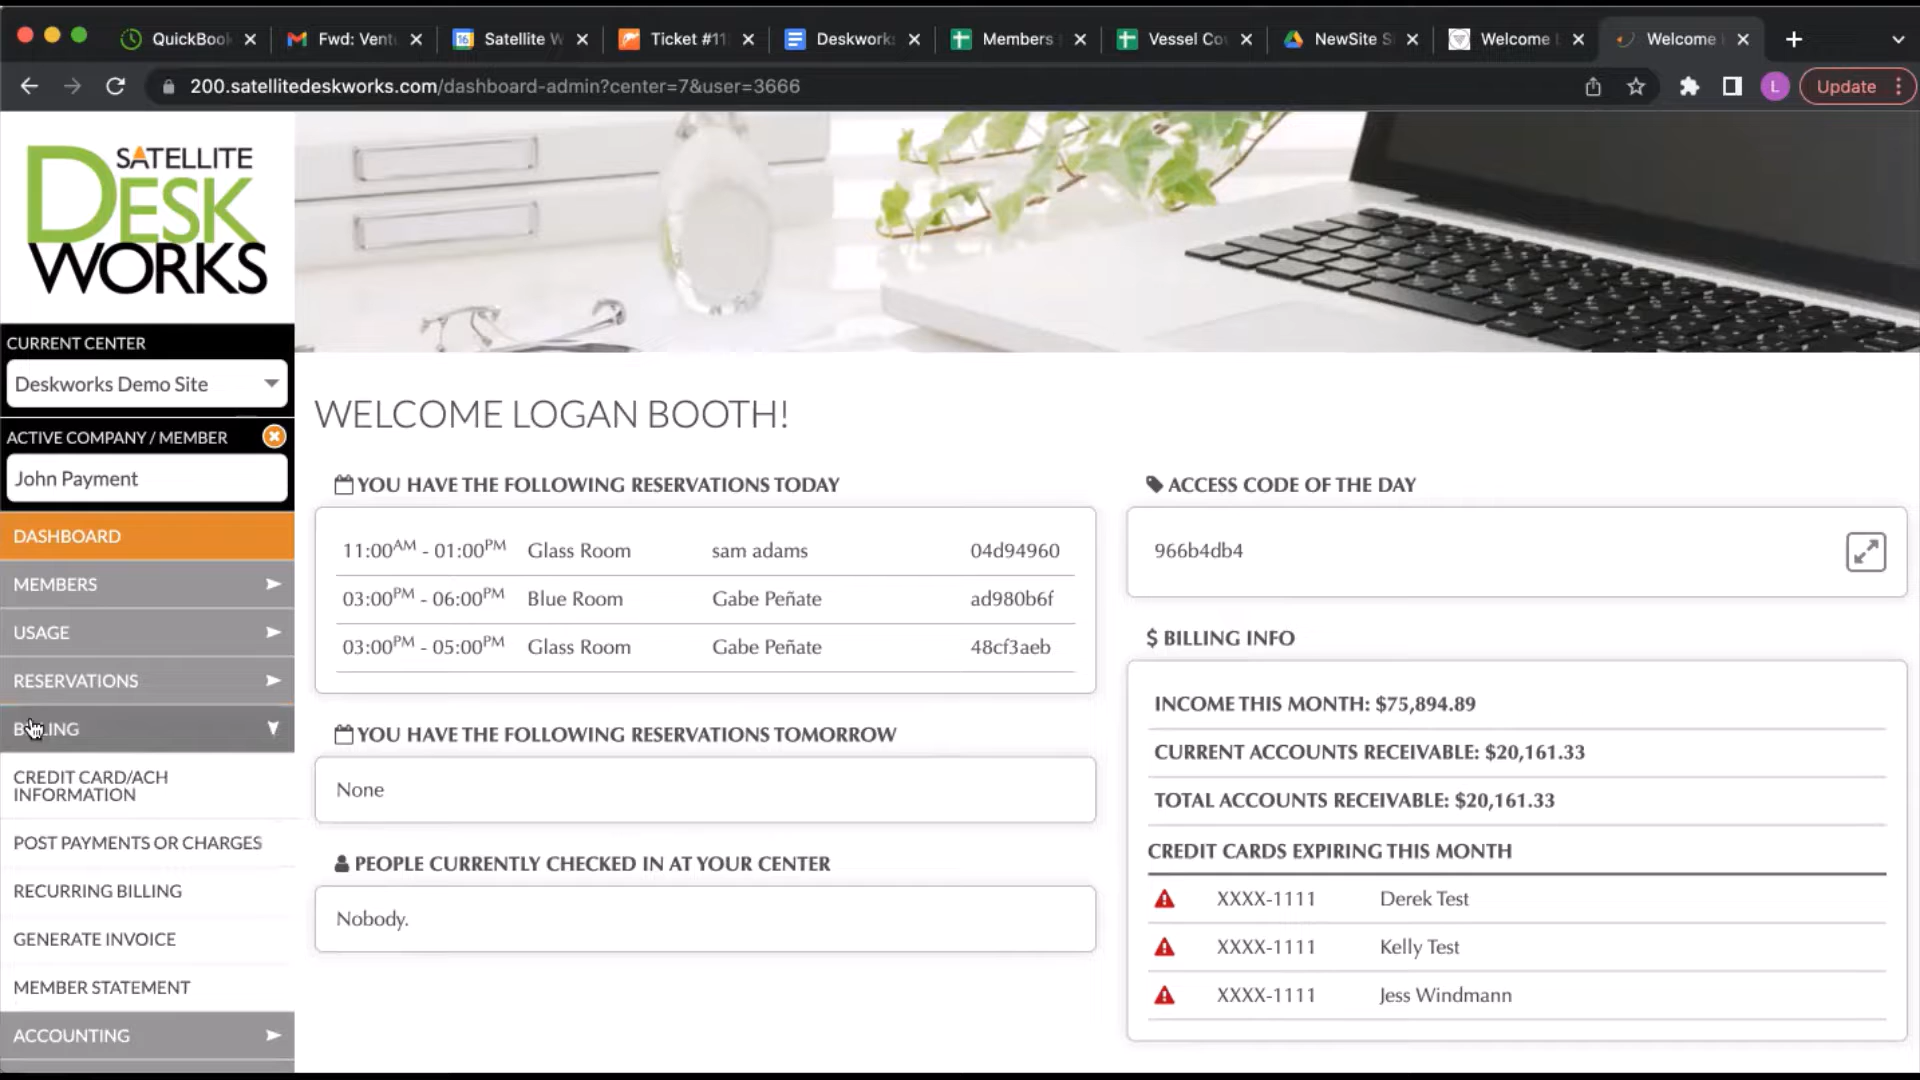 QuickBoo
Fwd: Vent
Satellite W
Ticket #11
Deskwork
Members
Vessel Co
NewSite S
Welcome
Welcome
200.satellitedeskworks.com/dashboard-admin?center=7&user=3666
L
Update
SATELLITE
DESK
WORKS
CURRENT CENTER
Deskworks Demo Site
ACTIVE COMPANY / MEMBER
John Payment
DASHBOARD
MEMBERS
USAGE
RESERVATIONS
BILLING
CREDIT CARD/ACH
INFORMATION
POST PAYMENTS OR CHARGES
RECURRING BILLING
GENERATE INVOICE
MEMBER STATEMENT
ACCOUNTING
WELCOME LOGAN BOOTH!
YOU HAVE THE FOLLOWING RESERVATIONS TODAY
11:00AM - 01:00PM Glass Room sam adams 04d94960
03:00PM - 06:00PM Blue Room Gabe Peñate ad980b6f
03:00PM - 05:00PM Glass Room Gabe Peñate 48cf3aeb
YOU HAVE THE FOLLOWING RESERVATIONS TOMORROW
None
PEOPLE CURRENTLY CHECKED IN AT YOUR CENTER
Nobody.
ACCESS CODE OF THE DAY
966b4db4
$ BILLING INFO
INCOME THIS MONTH: $75,894.89
CURRENT ACCOUNTS RECEIVABLE: $20,161.33
TOTAL ACCOUNTS RECEIVABLE: $20,161.33
CREDIT CARDS EXPIRING THIS MONTH
XXXX-1111 Derek Test
XXXX-1111 Kelly Test
XXXX-1111 Jess Windmann